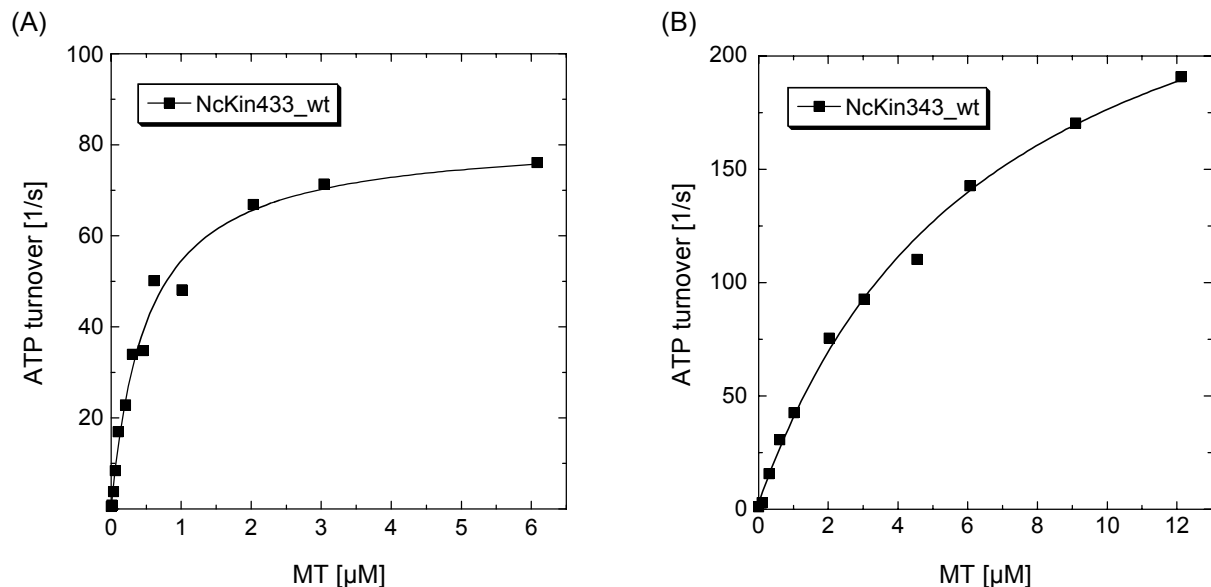 (A)
ATP turnover [1/s]
100
80
60
40
20
NcKin433_wt
0 1 2 3 4 5 6
MT [µM]
(B)
ATP turnover [1/s]
200
150
100
50
0
NcKin343_wt
0 2 4 6 8 10 12
MT [µM]